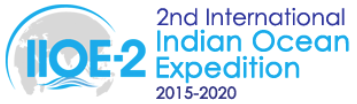 IIOE-2
2nd International
Indian Ocean
Expedition
2015-2020